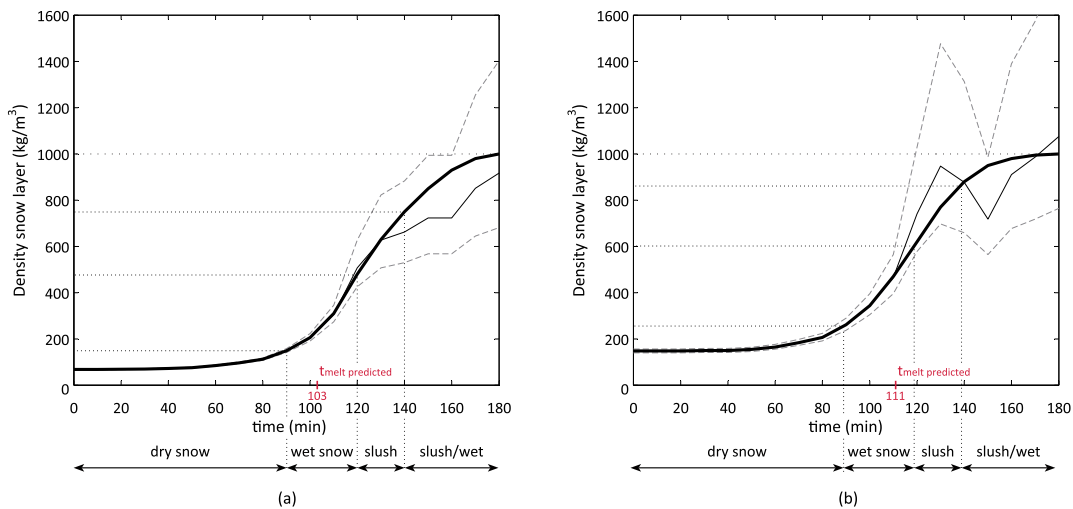 1600
1400
1200
1000
800
600
400
200
0
Density snow layer (kg/m³)
0 20 40 60 80 100 120 140 160 180
time (min)
tmelt predicted
103
dry snow wet snow slush slush/wet
(a)
1600
1400
1200
1000
800
600
400
200
0
Density snow layer (kg/m³)
0 20 40 60 80 100 120 140 160 180
time (min)
tmelt predicted
111
dry snow wet snow slush slush/wet
(b)